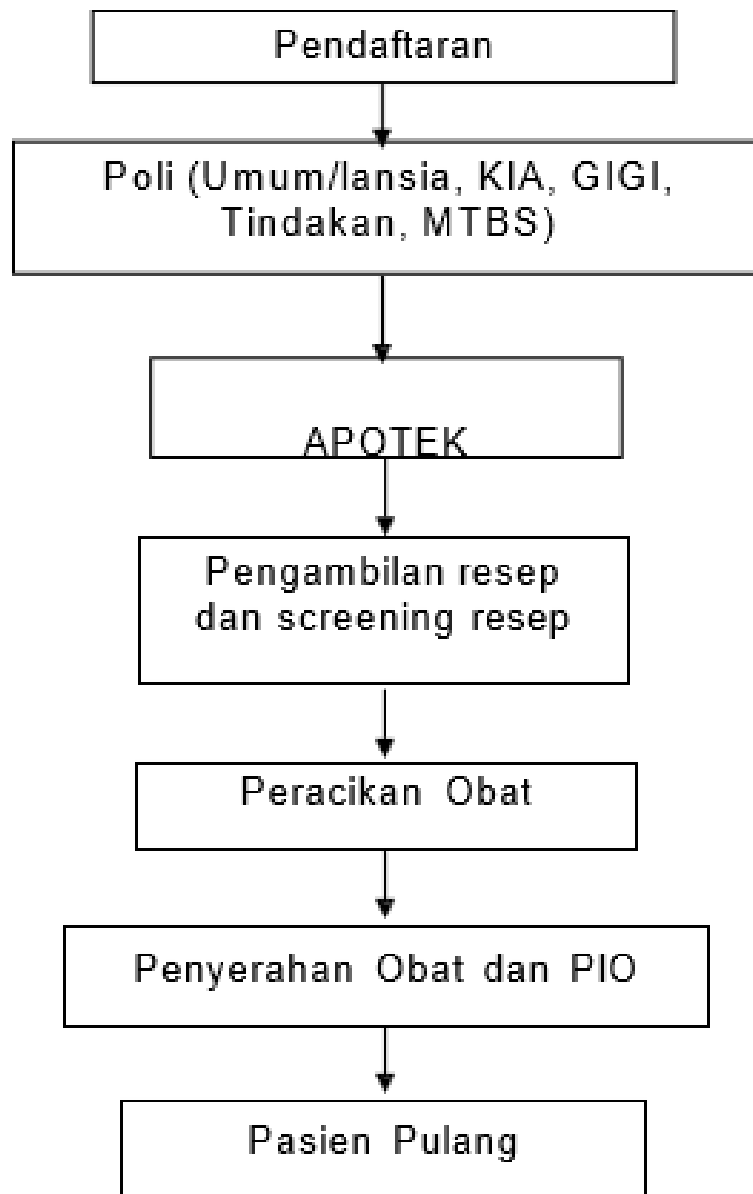 Pendaftaran
Poli (Umum/lansia, KIA, GIGI,
Tindakan, MTBS)
APOTEK
Pengambilan resep
dan screening resep
Peracikan Obat
Penyerahan Obat dan PIO
Pasien Pulang